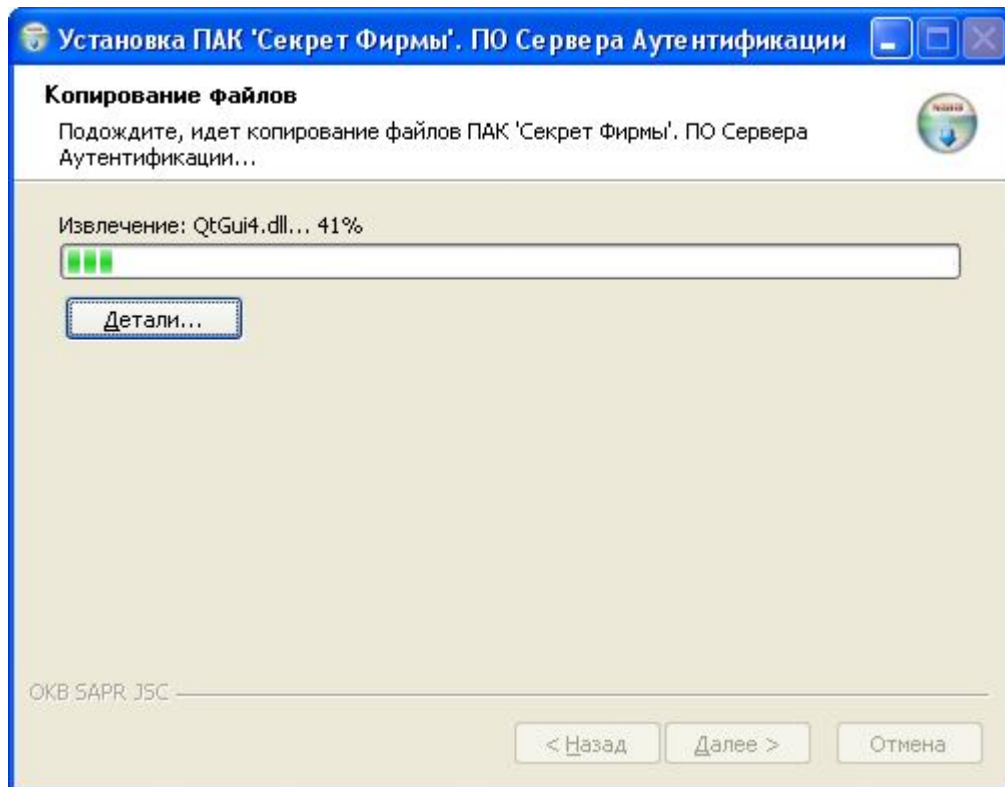 Установка ПАК 'Секрет Фирмы'. ПО Сервера Аутентификации
Копирование файлов
Подождите, идет копирование файлов ПАК 'Секрет Фирмы'. ПО Сервера
Аутентификации...
Извлечение: QtGui4.dll... 41%
Детали...
OKB SAPR JSC
< Назад Далее > Отмена